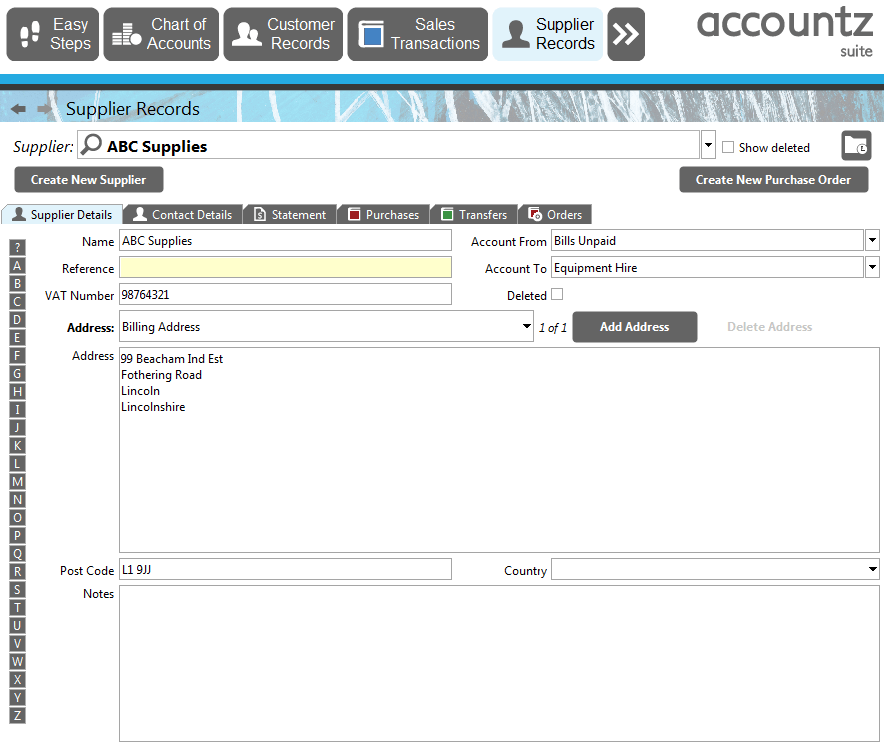 Easy
Steps
Chart of
Accounts
Customer
Records
Sales
Transactions
Supplier
Records
accountz
suite
Supplier Records
Supplier:
ABC Supplies
Show deleted
L
Create New Supplier
Create New Purchase Order
Supplier Details
Contact Details
$
Statement
Purchases
Transfers
Orders
Name
ABC Supplies
Account From
Bills Unpaid
Reference
Account To
Equipment Hire
VAT Number
98764321
Deleted
Address:
Billing Address
1 of 1
Add Address
Delete Address
Address
99 Beacham Ind Est
Fothering Road
Lincoln
Lincolnshire
Post Code
L1 9JJ
Country
Notes
?
A
B
C
D
E
F
G
H
I
J
K
L
M
N
O
P
Q
R
S
T
U
V
W
X
Y
Z